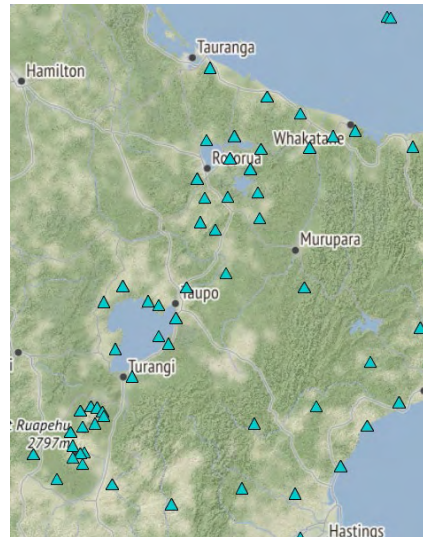 Tauranga
Hamilton
Whakatane
Rotorua
Murupara
Taupo
Turangi
t Ruapehu
2797m
Hastings